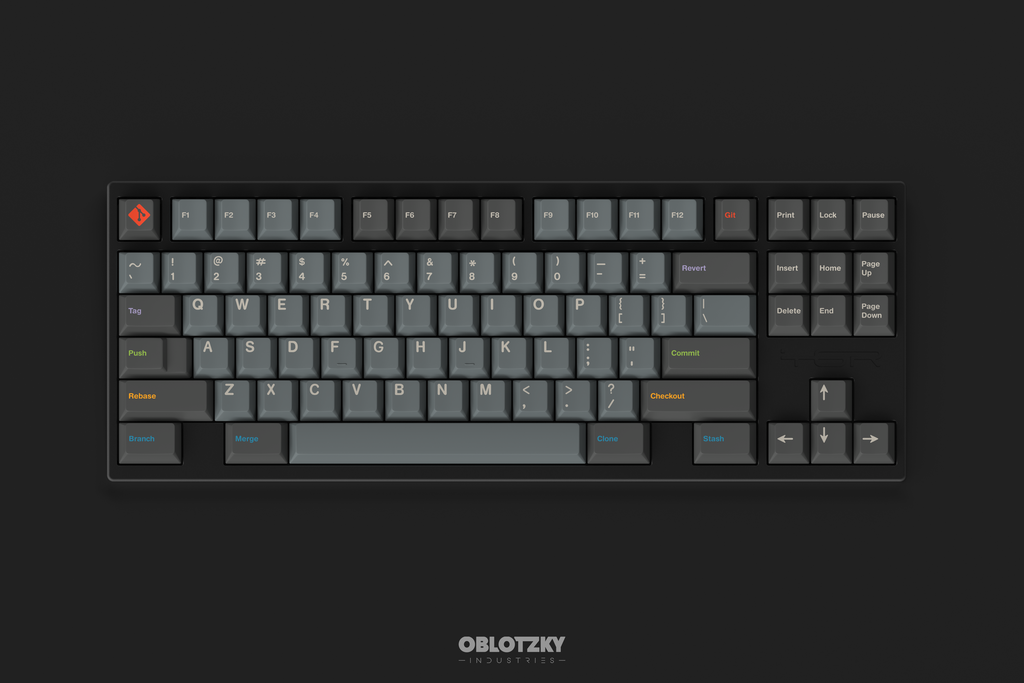 F1 F2 F3 F4 F5 F6 F7 F8 F9 F10 F11 F12 Git Print Lock Pause
~ ! @ # $ % ^ & * ( ) — +
` 1 2 3 4 5 6 7 8 9 0 - = Revert Insert Home Page Up
Tag Q W E R T Y U I O P { } |
[ ] \ Delete End Page Down
Push A S D F G H J K L : "
; ' Commit
Rebase Z X C V B N M < > ?
, . / Checkout ↑
Branch Merge Clone Stash ← ↓ →
OBLOTZKY
INDUSTRIES